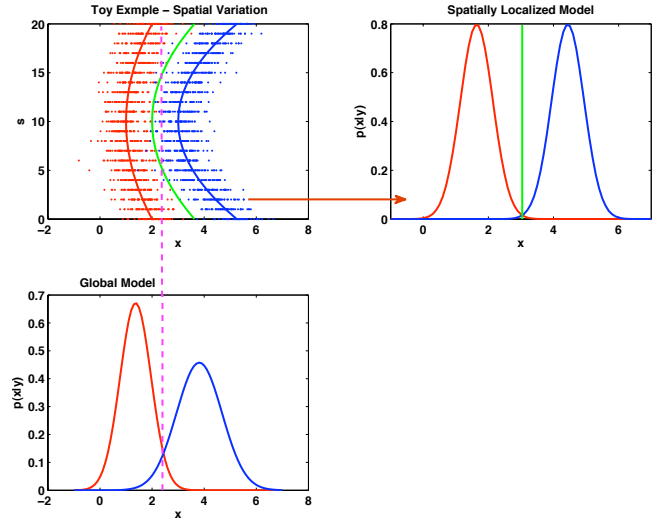 Toy Exmple – Spatial Variation
20
15
10
5
0
s
−2 0 2 4 6 8
x
Spatially Localized Model
0.8
0.6
0.4
0.2
0
p(x|y)
0 2 4 6
x
Global Model
0.7
0.6
0.5
0.4
0.3
0.2
0.1
0
p(x|y)
−2 0 2 4 6 8
x